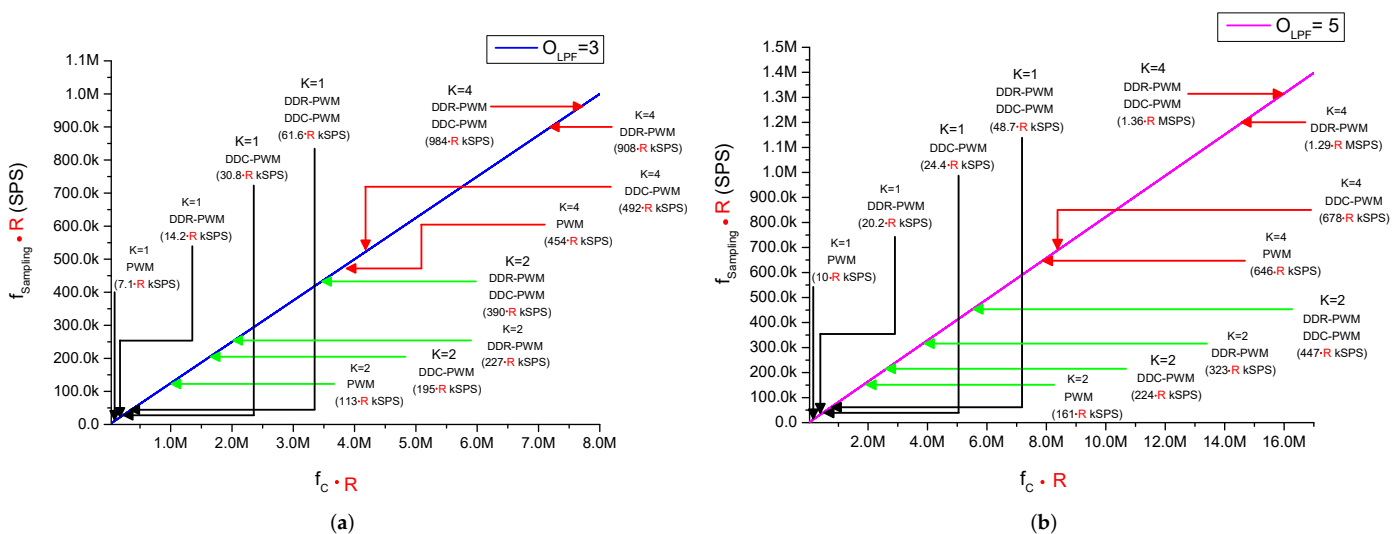 O_LPF=3
1.1M
1.0M
900.0k
800.0k
700.0k
600.0k
500.0k
400.0k
300.0k
200.0k
100.0k
0.0
f_Sampling • R (SPS)
K=1
PWM
(7.1·R kSPS)
K=1
DDR-PWM
(14.2·R kSPS)
K=1
DDC-PWM
(30.8·R kSPS)
K=1
DDR-PWM
DDC-PWM
(61.6·R kSPS)
K=4
DDR-PWM
DDC-PWM
(984·R kSPS)
K=4
DDR-PWM
(908·R kSPS)
K=4
DDC-PWM
(492·R kSPS)
K=4
PWM
(454·R kSPS)
K=2
DDR-PWM
DDC-PWM
(390·R kSPS)
K=2
DDR-PWM
(227·R kSPS)
K=2
DDC-PWM
(195·R kSPS)
K=2
PWM
(113·R kSPS)
1.0M 2.0M 3.0M 4.0M 5.0M 6.0M 7.0M 8.0M
f_C • R
(a)
O_LPF= 5
1.5M
1.4M
1.3M
1.2M
1.1M
1.0M
900.0k
800.0k
700.0k
600.0k
500.0k
400.0k
300.0k
200.0k
100.0k
0.0
f_Sampling • R (SPS)
K=1
PWM
(10·R kSPS)
K=1
DDR-PWM
(20.2·R kSPS)
K=1
DDC-PWM
(24.4·R kSPS)
K=1
DDR-PWM
DDC-PWM
(48.7·R kSPS)
K=4
DDR-PWM
DDC-PWM
(1.36·R MSPS)
K=4
DDR-PWM
(1.29·R MSPS)
K=4
DDC-PWM
(678·R kSPS)
K=4
PWM
(646·R kSPS)
K=2
DDR-PWM
DDC-PWM
(447·R kSPS)
K=2
DDR-PWM
(323·R kSPS)
K=2
DDC-PWM
(224·R kSPS)
K=2
PWM
(161·R kSPS)
2.0M 4.0M 6.0M 8.0M 10.0M 12.0M 14.0M 16.0M
f_C • R
(b)